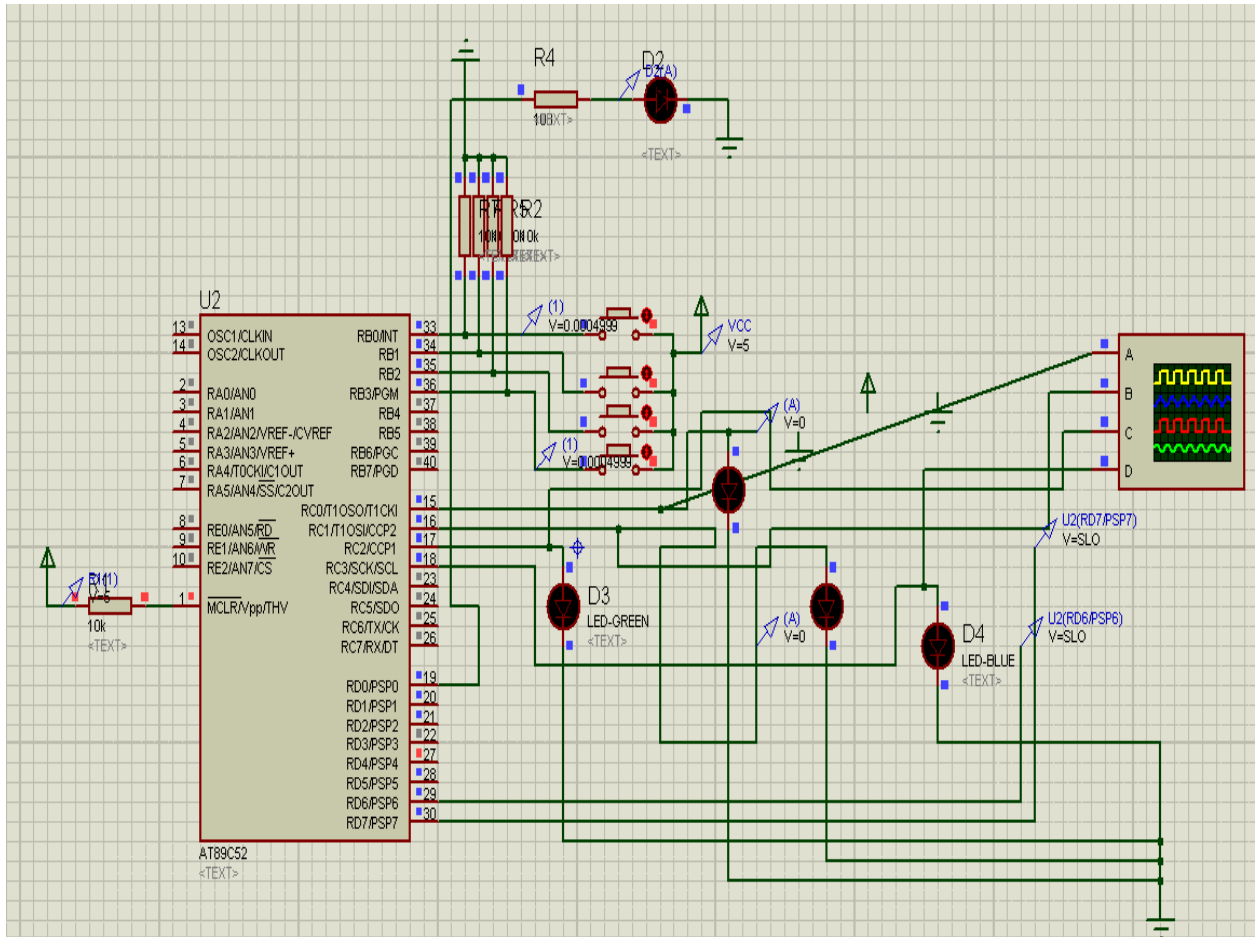 R4
D2
D2(A)
<TEXT>
R2
10k
U2
13
OSC1/CLKIN
14
OSC2/CLKOUT
2
RA0/AN0
3
RA1/AN1
4
RA2/AN2/VREF-/CVREF
5
RA3/AN3/VREF+
6
RA4/T0CKI/C1OUT
7
RA5/AN4/SS/C2OUT
8
RE0/AN5/RD
9
RE1/AN6/WR
10
RE2/AN7/CS
1
MCLR/Vpp/THV
RB0/INT
33
RB1
34
RB2
35
RB3/PGM
36
RB4
37
RB5
38
RB6/PGC
39
RB7/PGD
40
RC0/T1OSO/T1CKI
15
RC1/T1OSI/CCP2
16
RC2/CCP1
17
RC3/SCK/SCL
18
RC4/SDI/SDA
23
RC5/SDO
24
RC6/TX/CK
25
RC7/RX/DT
26
RD0/PSP0
19
RD1/PSP1
20
RD2/PSP2
21
RD3/PSP3
22
RD4/PSP4
27
RD5/PSP5
28
RD6/PSP6
29
RD7/PSP7
30
AT89C52
<TEXT>
10k
<TEXT>
(1)
V=0.0004999
VCC
V=5
(A)
V=0
(1)
V=0.0004999
A
B
C
D
U2(RD7/PSP7)
V=SLO
D3
LED-GREEN
<TEXT>
(A)
V=0
U2(RD6/PSP6)
V=SLO
D4
LED-BLUE
<TEXT>